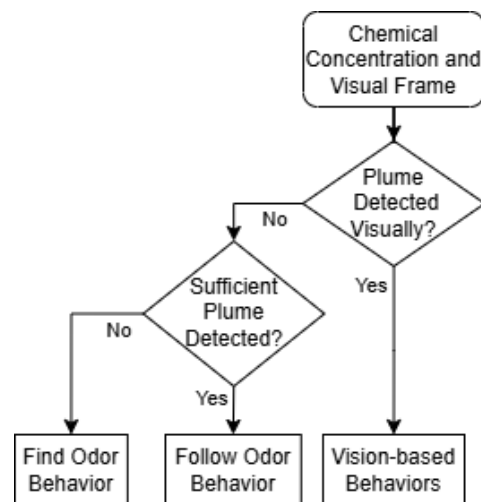 Chemical
Concentration and
Visual Frame
Plume
Detected
Visually?
No
Yes
Sufficient
Plume
Detected?
No
Yes
Find Odor
Behavior
Follow Odor
Behavior
Vision-based
Behaviors